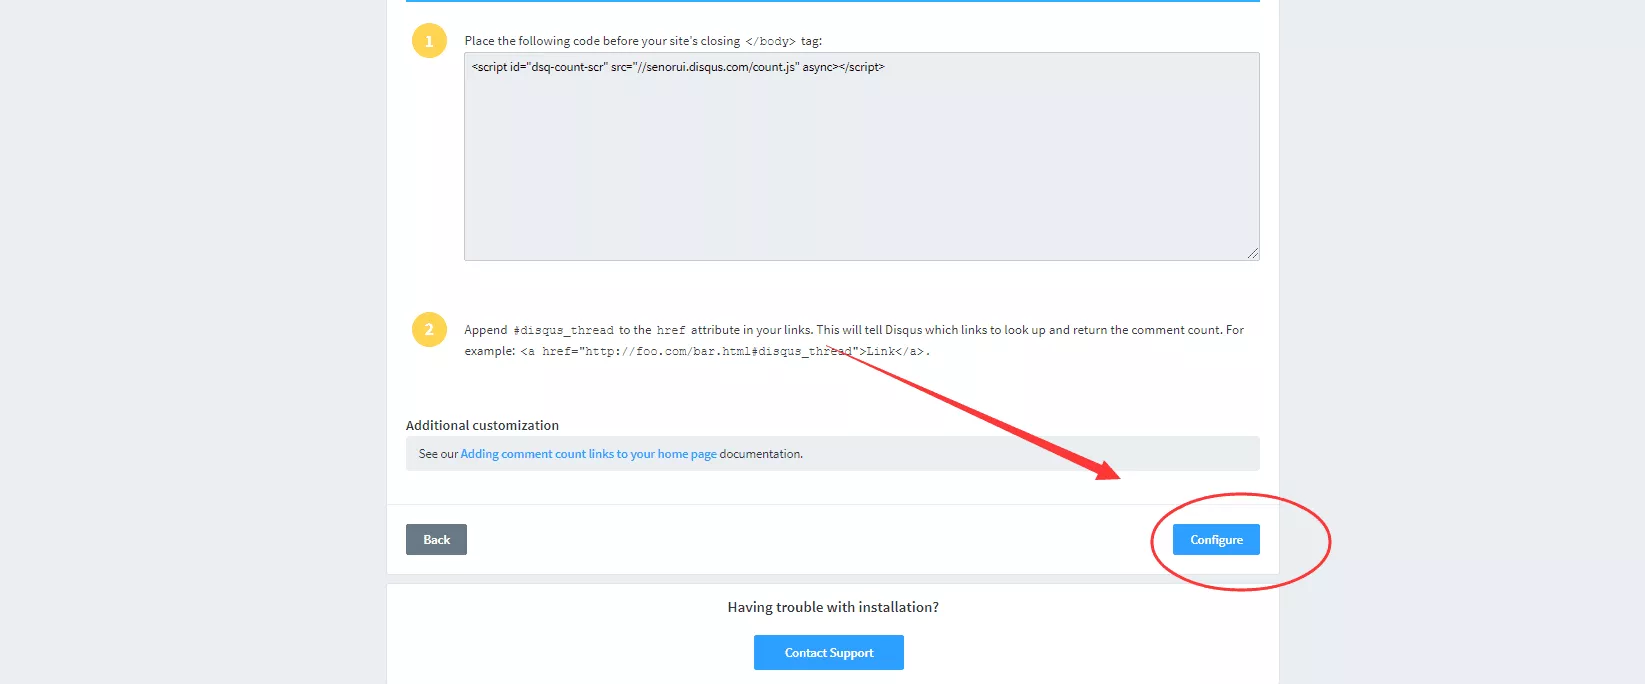 1
Place the following code before your site's closing </body> tag:
<script id="dsq-count-scr" src="//senorui.disqus.com/count.js" async></script>
2
Append #disqus_thread to the href attribute in your links. This will tell Disqus which links to look up and return the comment count. For
example: <a href="http://foo.com/bar.html#disqus_thread">Link</a>.
Additional customization
See our Adding comment count links to your home page documentation.
Back
Configure
Having trouble with installation?
Contact Support